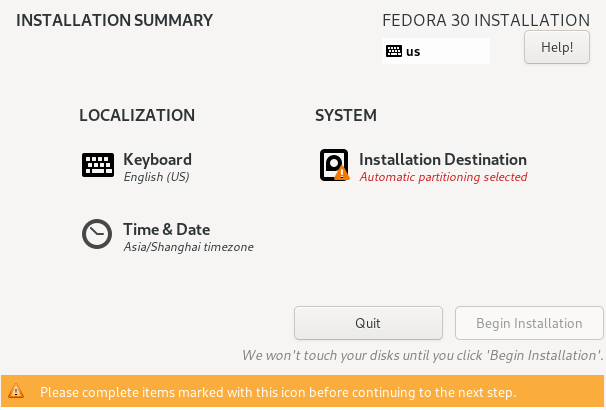 INSTALLATION SUMMARY
FEDORA 30 INSTALLATION
us
Help!
LOCALIZATION
SYSTEM
Keyboard
English (US)
Installation Destination
Automatic partitioning selected
Time & Date
Asia/Shanghai timezone
Quit
Begin Installation
We won't touch your disks until you click 'Begin Installation'.
Please complete items marked with this icon before continuing to the next step.